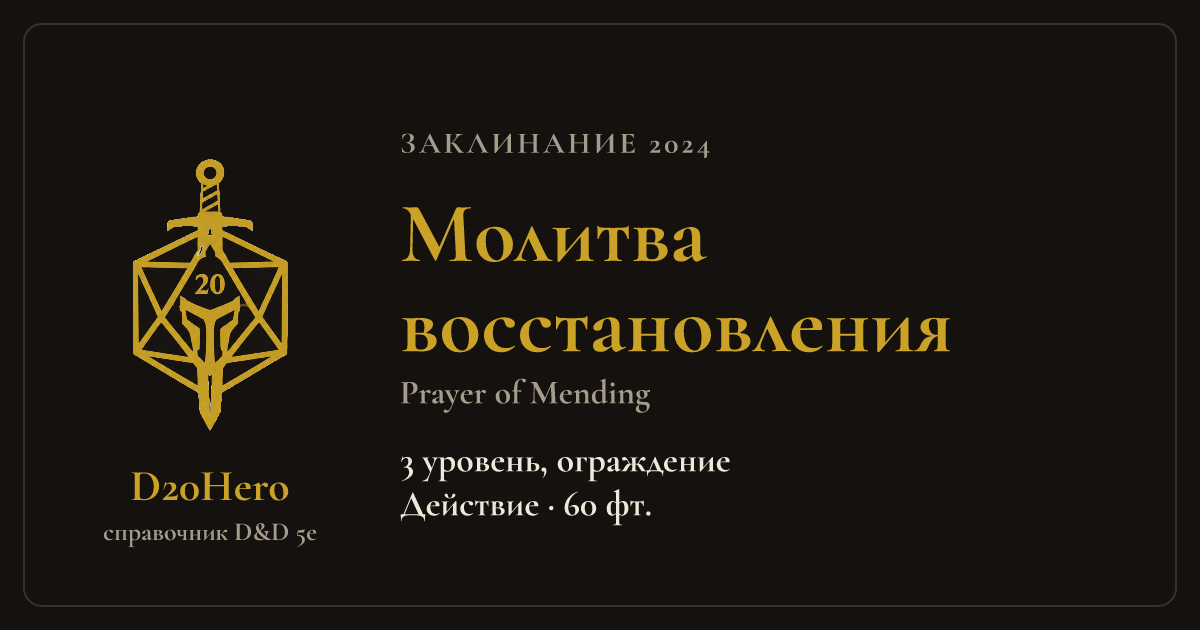 ЗАКЛИНАНИЕ 2024
Молитва
восстановления
Prayer of Mending
3 уровень, ограждение
Действие · 60 фт.
20
D20Hero
справочник D&D 5e